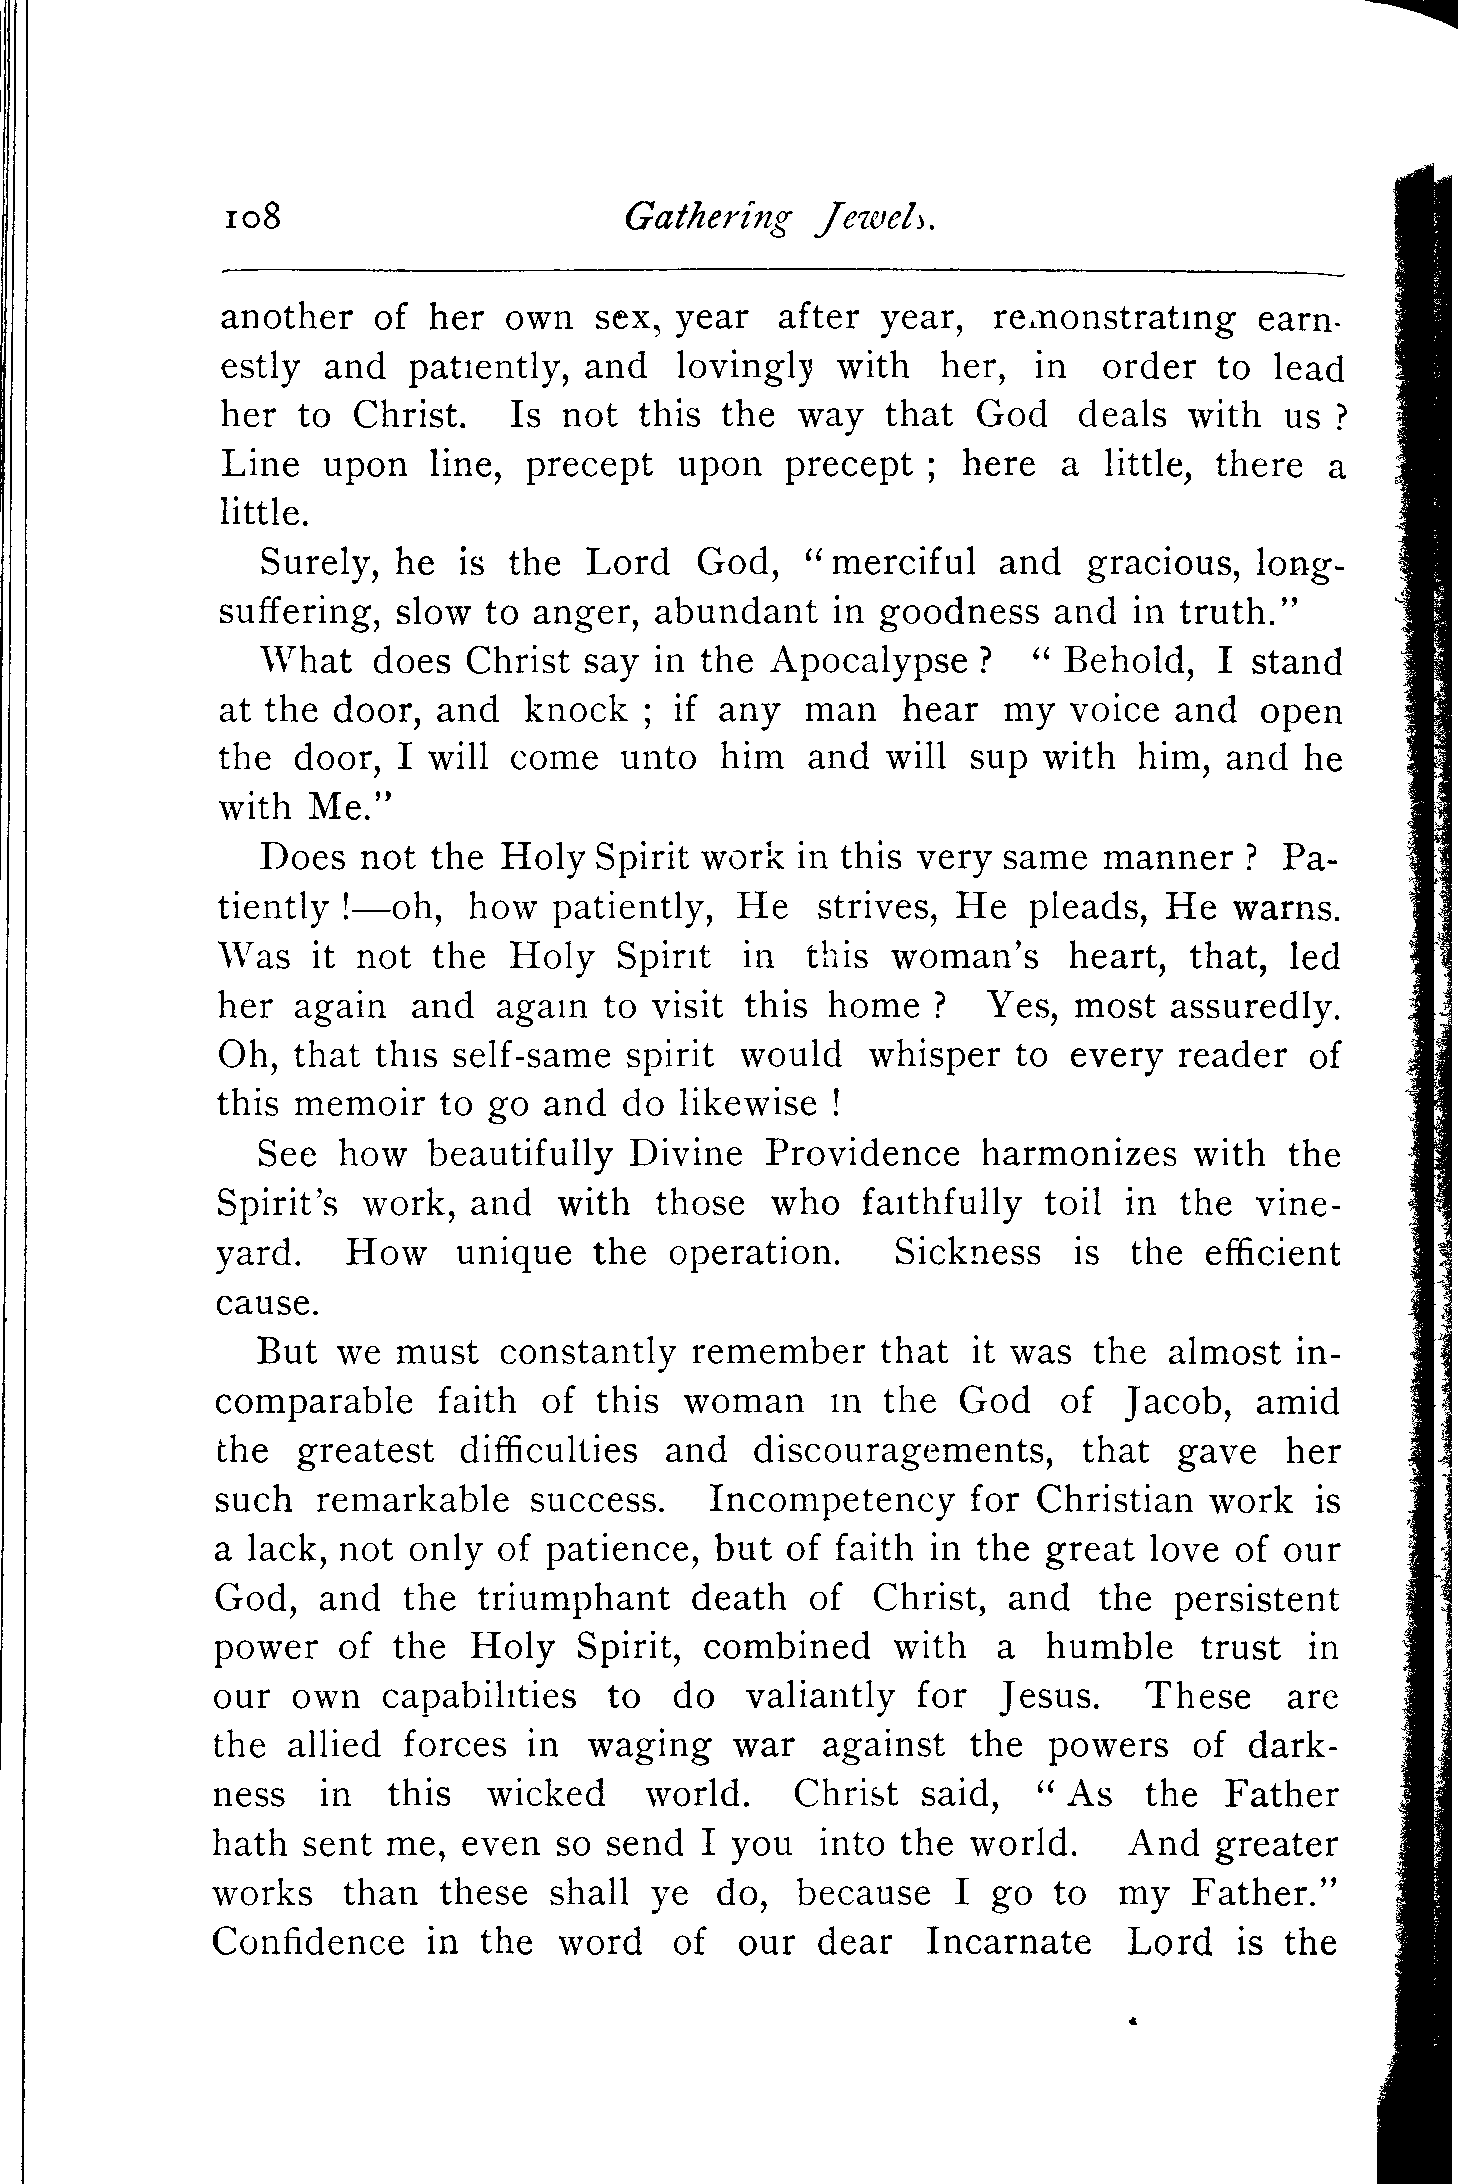 108 Gathering Jewels.
another of her own sex, year after year, remonstrating earn-
estly and patiently, and lovingly with her, in order to lead
her to Christ. Is not this the way that God deals with us ?
Line upon line, precept upon precept ; here a little, there a
little.
Surely, he is the Lord God, “ merciful and gracious, long-
suffering, slow to anger, abundant in goodness and in truth.”
What does Christ say in the Apocalypse ? “ Behold, I stand
at the door, and knock ; if any man hear my voice and open
the door, I will come unto him and will sup with him, and he
with Me.”
Does not the Holy Spirit work in this very same manner ? Pa-
tiently !—oh, how patiently, He strives, He pleads, He warns.
Was it not the Holy Spirit in this woman's heart, that, led
her again and again to visit this home ? Yes, most assuredly.
Oh, that this self-same spirit would whisper to every reader of
this memoir to go and do likewise !
See how beautifully Divine Providence harmonizes with the
Spirit's work, and with those who faithfully toil in the vine-
yard. How unique the operation. Sickness is the efficient
cause.
But we must constantly remember that it was the almost in-
comparable faith of this woman in the God of Jacob, amid
the greatest difficulties and discouragements, that gave her
such remarkable success. Incompetency for Christian work is
a lack, not only of patience, but of faith in the great love of our
God, and the triumphant death of Christ, and the persistent
power of the Holy Spirit, combined with a humble trust in
our own capabilities to do valiantly for Jesus. These are
the allied forces in waging war against the powers of dark-
ness in this wicked world. Christ said, “ As the Father
hath sent me, even so send I you into the world. And greater
works than these shall ye do, because I go to my Father.”
Confidence in the word of our dear Incarnate Lord is the